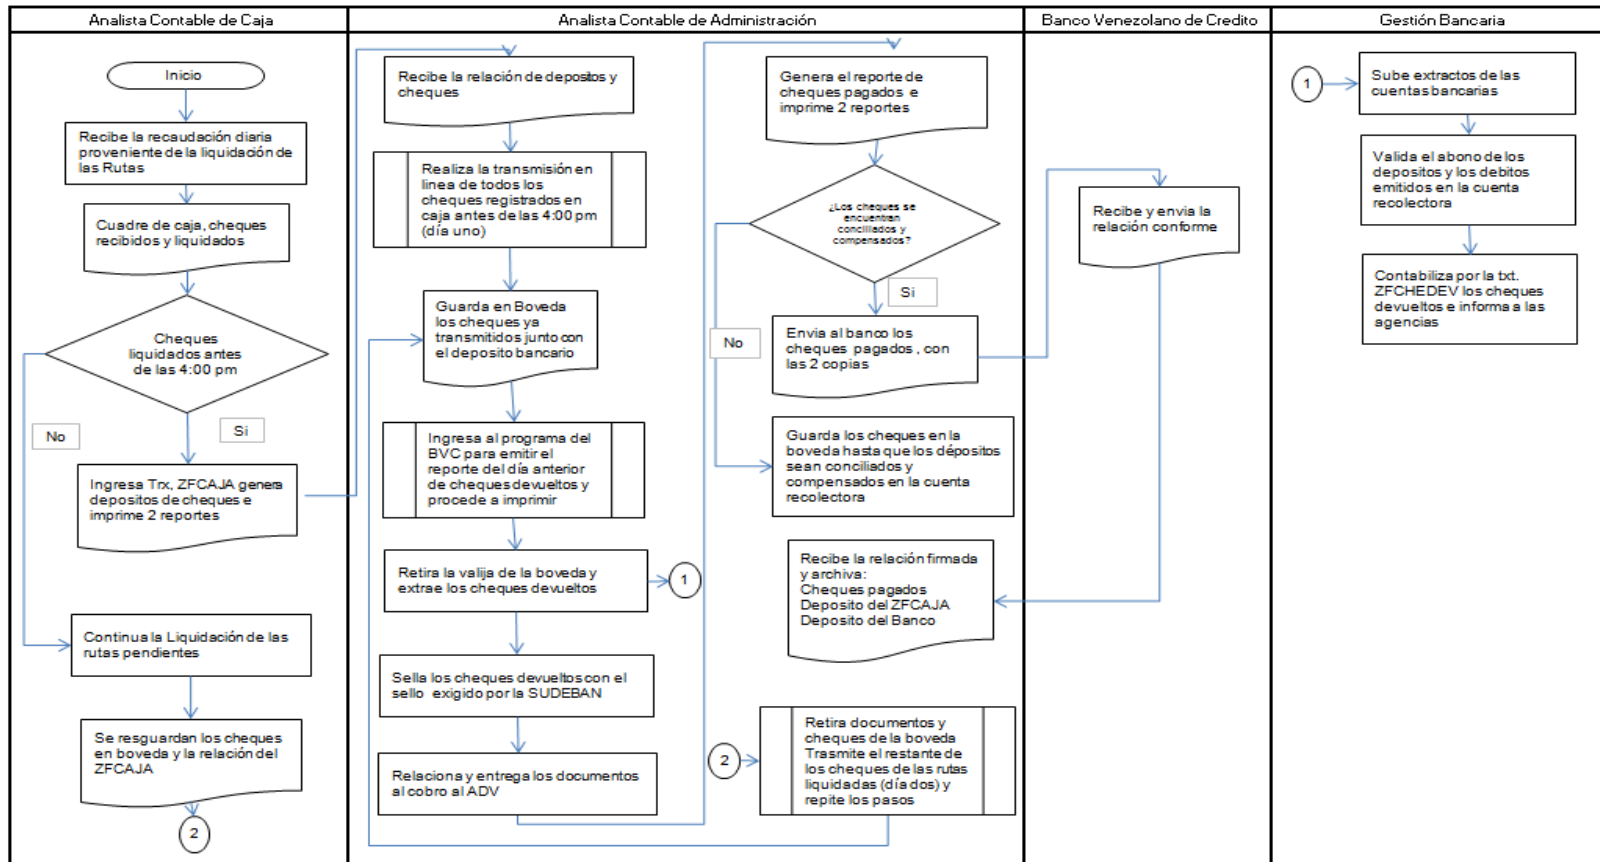 Analista Contable de Caja
Analista Contable de Administración
Banco Venezolano de Credito
Gestión Bancaria
Inicio
Recibe la recaudación diaria
proveniente de la liquidación de
las Rutas
Cuadre de caja, cheques
recibidos y liquidados
Cheques
liquidados antes
de las 4:00 pm
No
Si
Ingresa Trx, ZFCAJA genera
depositos de cheques e
imprime 2 reportes
Continua la Liquidación de las
rutas pendientes
Se resguardan los cheques
en boveda y la relación del
ZFCAJA
2
Recibe la relación de depositos y
cheques
Realiza la transmisión en
linea de todos los
cheques registrados en
caja antes de las 4:00 pm
(día uno)
Guarda en Boveda
los cheques ya
transmitidos junto con
el deposito bancario
Ingresa al programa del
BVC para emitir el
reporte del día anterior
de cheques devueltos y
procede a imprimir
Retira la valija de la boveda y
extrae los cheques devueltos
1
Sella los cheques devueltos con el
sello exigido por la SUDEBAN
Relaciona y entrega los documentos
al cobro al ADV
Genera el reporte de
cheques pagados e
imprime 2 reportes
¿Los cheques se
encuentran
conciliados y
compensados?
Si
No
Envia al banco los
cheques pagados , con
las 2 copias
Guarda los cheques en la
boveda hasta que los dépositos
sean conciliados y
compensados en la cuenta
recolectora
Recibe la relación firmada
y archiva:
Cheques pagados
Deposito del ZFCAJA
Deposito del Banco
2
Retira documentos y
cheques de la boveda
Trasmite el restante de
los cheques de las rutas
liquidadas (día dos) y
repite los pasos
Recibe y envia la
relación conforme
1
Sube extractos de las
cuentas bancarias
Valida el abono de los
depositos y los debitos
emitidos en la cuenta
recolectora
Contabiliza por la txt.
ZFCHEDEV los cheques
devueltos e informa a las
agencias